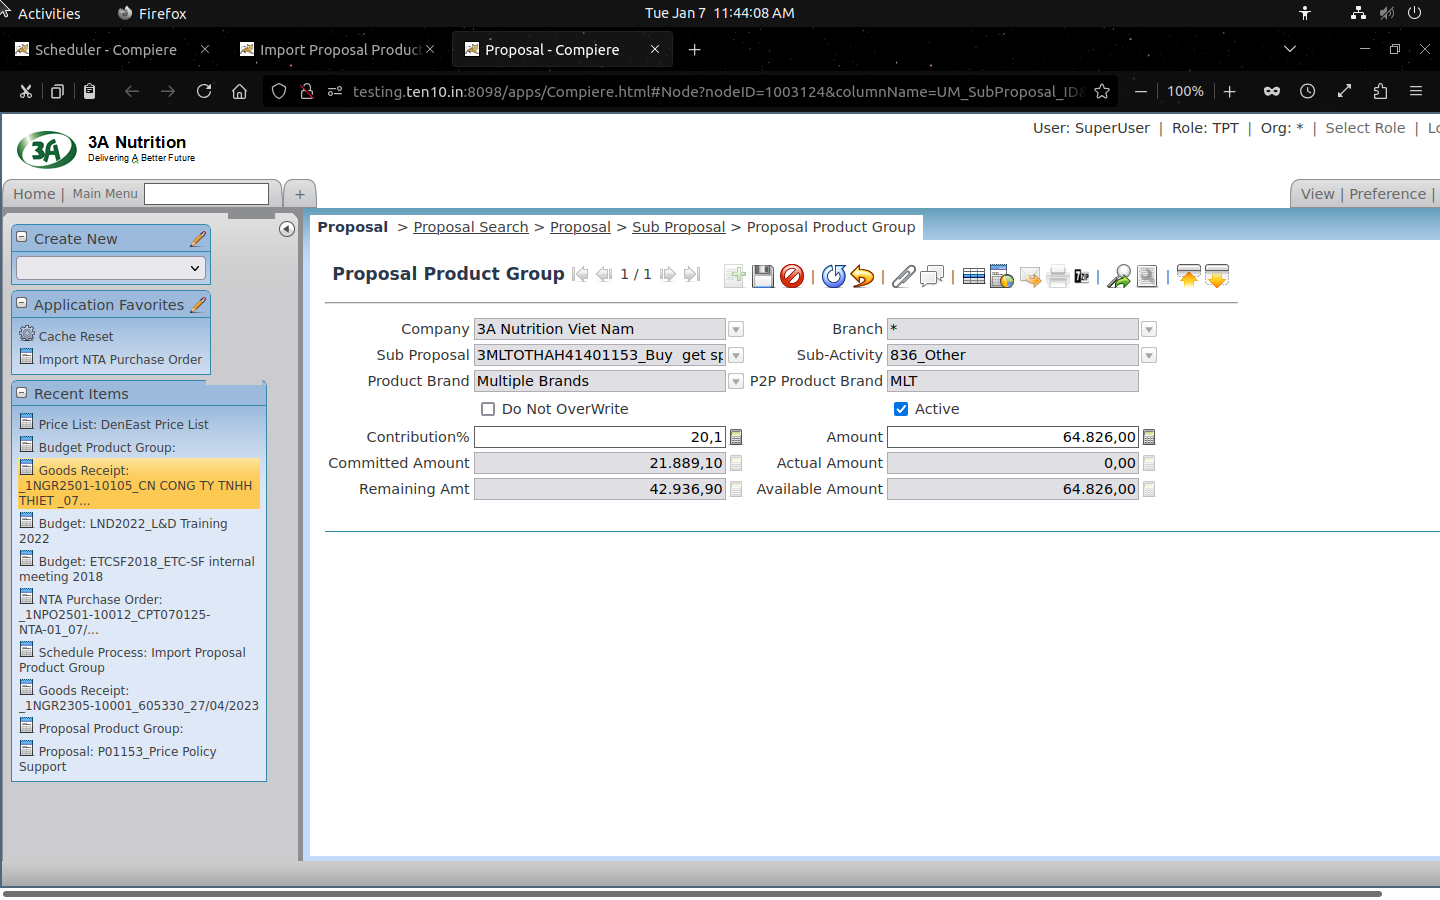 Activities Firefox Tue Jan 7 11:44:08 AM
Scheduler - Compiere Import Proposal Produc Proposal - Compiere
testing.ten10.in:8098/apps/Compiere.html#Node?nodeID=1003124&columnName=UM_SubProposal_ID& 100%
3A 3A Nutrition
Delivering A Better Future
User: SuperUser | Role: TPT | Org: * | Select Role | Lo
Home | Main Menu + View | Preference |
Proposal > Proposal Search > Proposal > Sub Proposal > Proposal Product Group
Create New
Application Favorites
Cache Reset
Import NTA Purchase Order
Recent Items
Price List: DenEast Price List
Budget Product Group:
Goods Receipt:
_1NGR2501-10105_CN CONG TY TNHH
THIET _07...
Budget: LND2022_L&D Training
2022
Budget: ETCSF2018_ETC-SF internal
meeting 2018
NTA Purchase Order:
_1NPO2501-10012_CPT070125-
NTA-01_07/...
Schedule Process: Import Proposal
Product Group
Goods Receipt:
_1NGR2305-10001_605330_27/04/2023
Proposal Product Group:
Proposal: P01153_Price Policy
Support
Proposal Product Group 1 / 1
Company 3A Nutrition Viet Nam Branch *
Sub Proposal 3MLTOTHAH41401153_Buy get sp Sub-Activity 836_Other
Product Brand Multiple Brands P2P Product Brand MLT
Do Not OverWrite Active
Contribution% 20,1 Amount 64.826,00
Committed Amount 21.889,10 Actual Amount 0,00
Remaining Amt 42.936,90 Available Amount 64.826,00